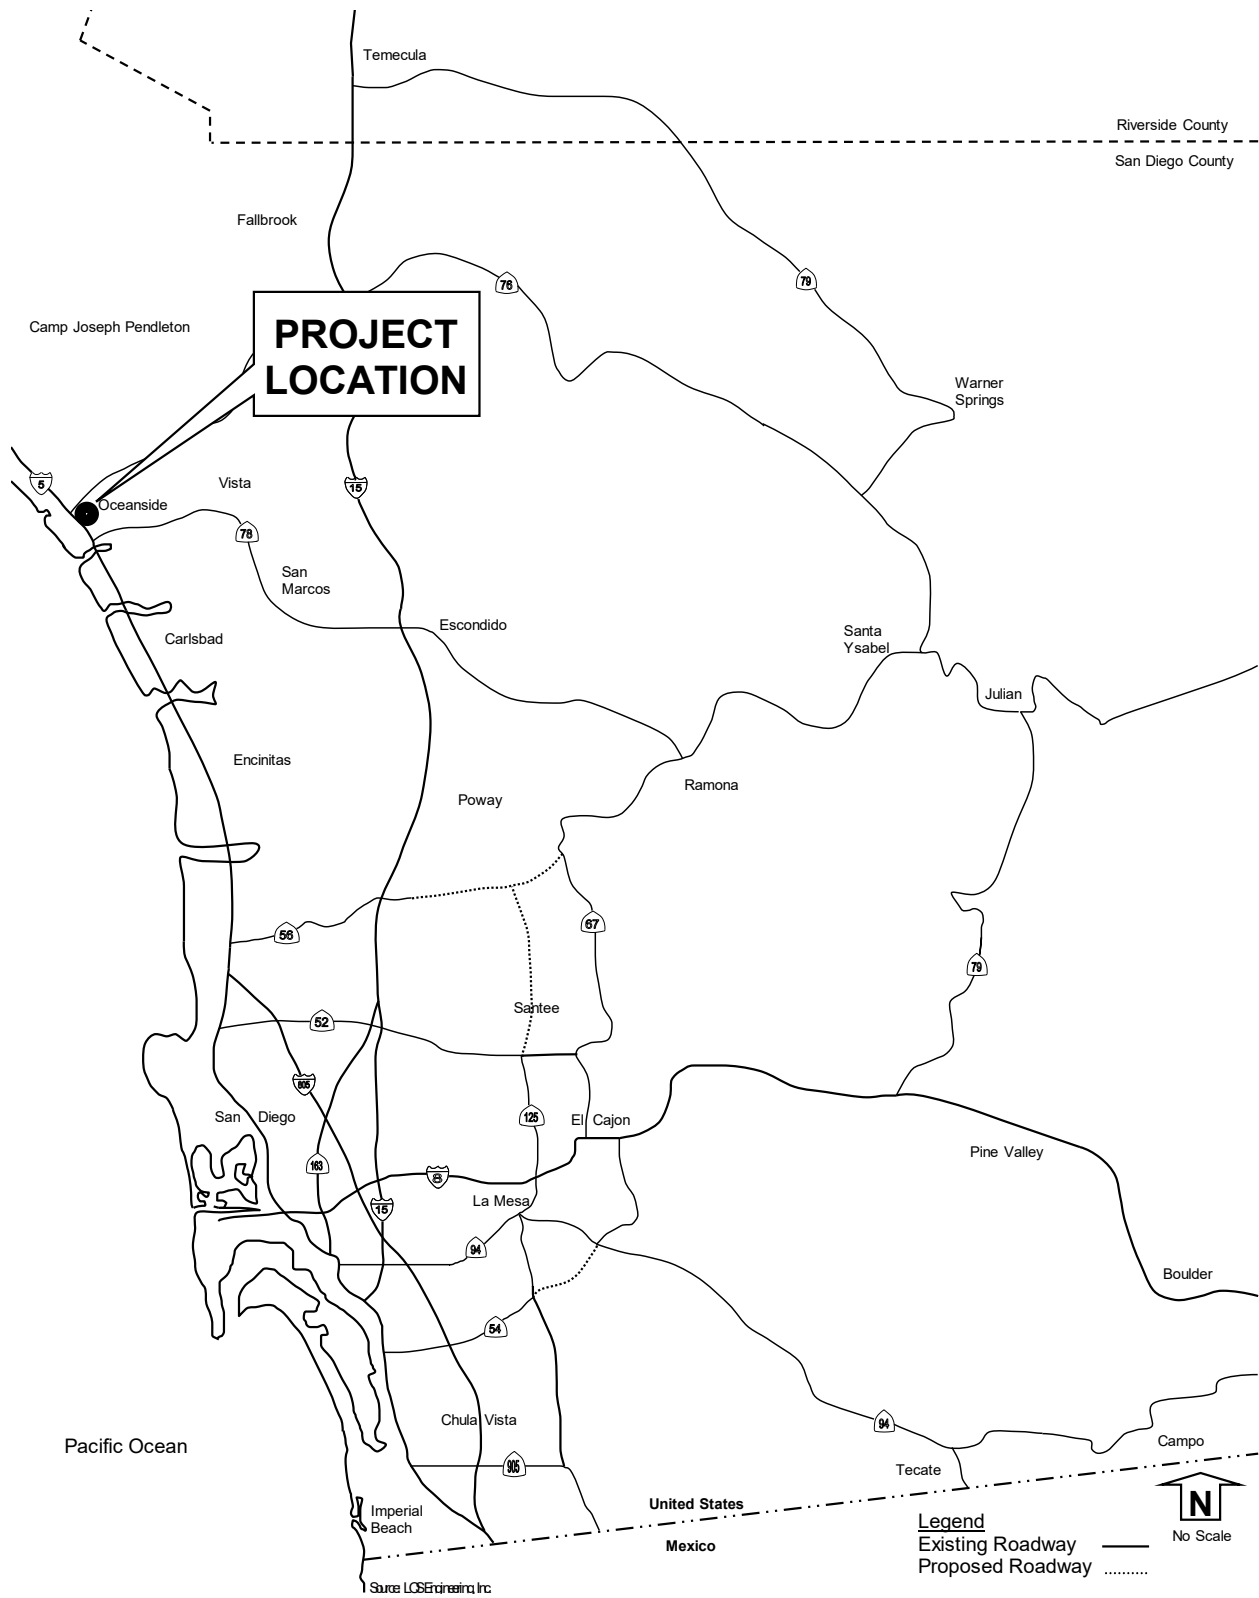 Temecula
Riverside County
San Diego County
Fallbrook
76
79
Camp Joseph Pendleton
PROJECT
LOCATION
Warner
Springs
5
Vista
15
Oceanside
78
San
Marcos
Escondido
Carlsbad
Santa
Ysabel
Julian
Encinitas
Ramona
Poway
56
67
79
Santee
52
805
San Diego
125
El Cajon
163
Pine Valley
8
La Mesa
15
94
Boulder
54
Chula Vista
94
Pacific Ocean
Campo
905
Tecate
United States
Imperial
Beach
N
Legend
No Scale
Existing Roadway
Mexico
Proposed Roadway
Source: LOS Engineering, Inc.